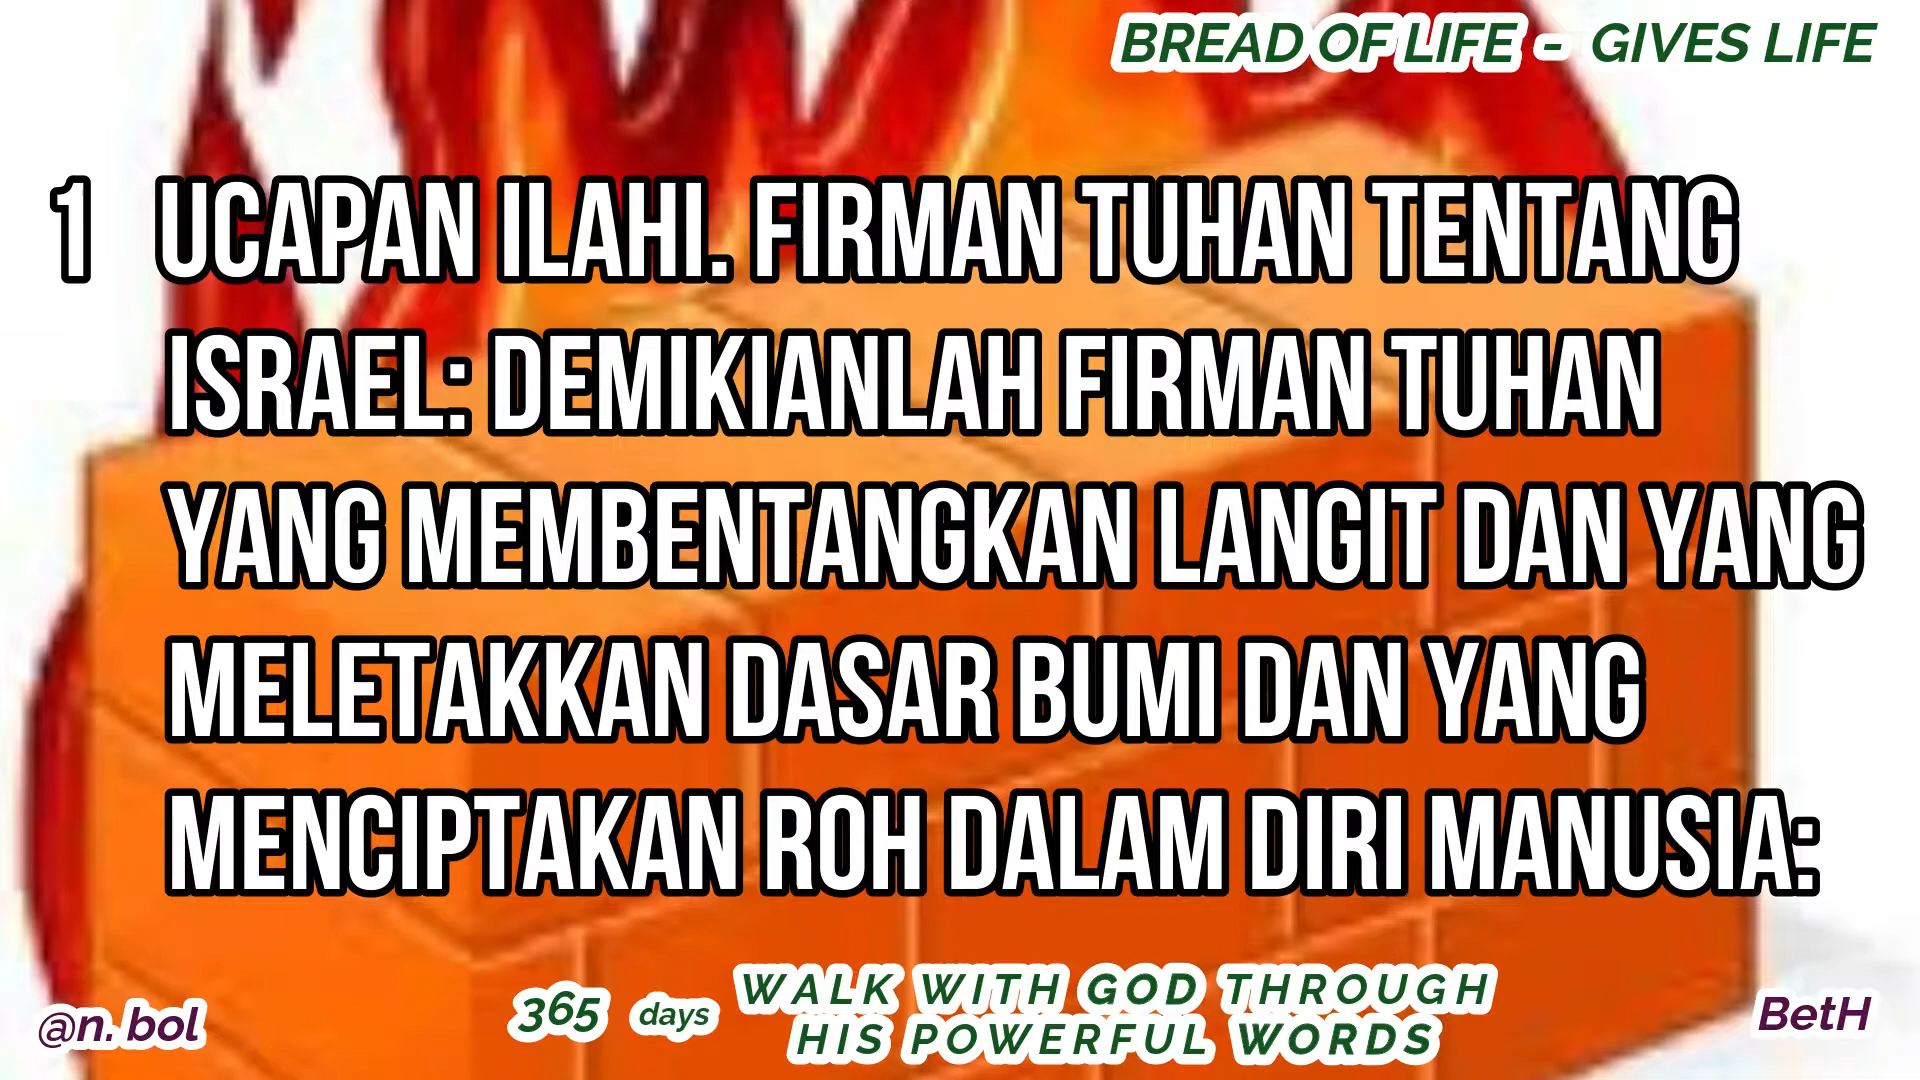 BREAD OF LIFE - GIVES LIFE
1 UCAPAN ILAHI. FIRMAN TUHAN TENTANG
ISRAEL: DEMIKIANLAH FIRMAN TUHAN
YANG MEMBENTANGKAN LANGIT DAN YANG
MELETAKKAN DASAR BUMI DAN YANG
MENCIPTAKAN ROH DALAM DIRI MANUSIA:
@n.bol
365 days
WALK WITH GOD THROUGH
HIS POWERFUL WORDS
BetH